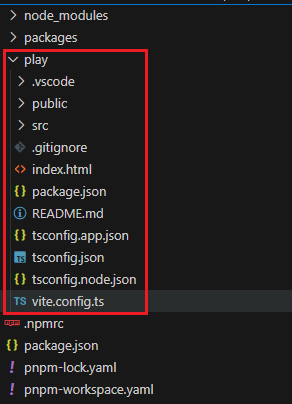 node_modules
packages
play
.vscode
public
src
.gitignore
index.html
package.json
README.md
tsconfig.app.json
tsconfig.json
tsconfig.node.json
TS vite.config.ts
.npmrc
package.json
pnpm-lock.yaml
pnpm-workspace.yaml